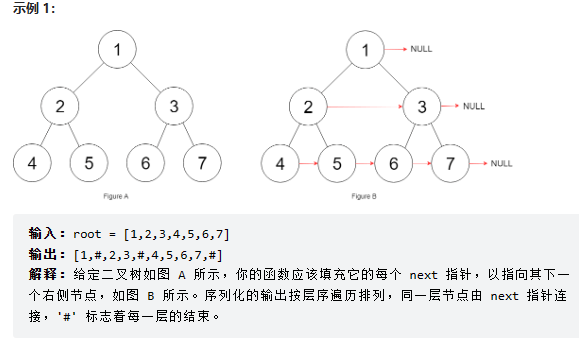 示例 1：
1
2 3
4 5 6 7
Figure A
1 NULL
2 3 NULL
4 5 6 7 NULL
Figure B
输入：root = [1,2,3,4,5,6,7]
输出：[1,#,2,3,#,4,5,6,7,#]
解释：给定二叉树如图 A 所示，你的函数应该填充它的每个 next 指针，以指向其下一
个右侧节点，如图 B 所示。序列化的输出按层序遍历排列，同一层节点由 next 指针连
接，'#' 标志着每一层的结束。